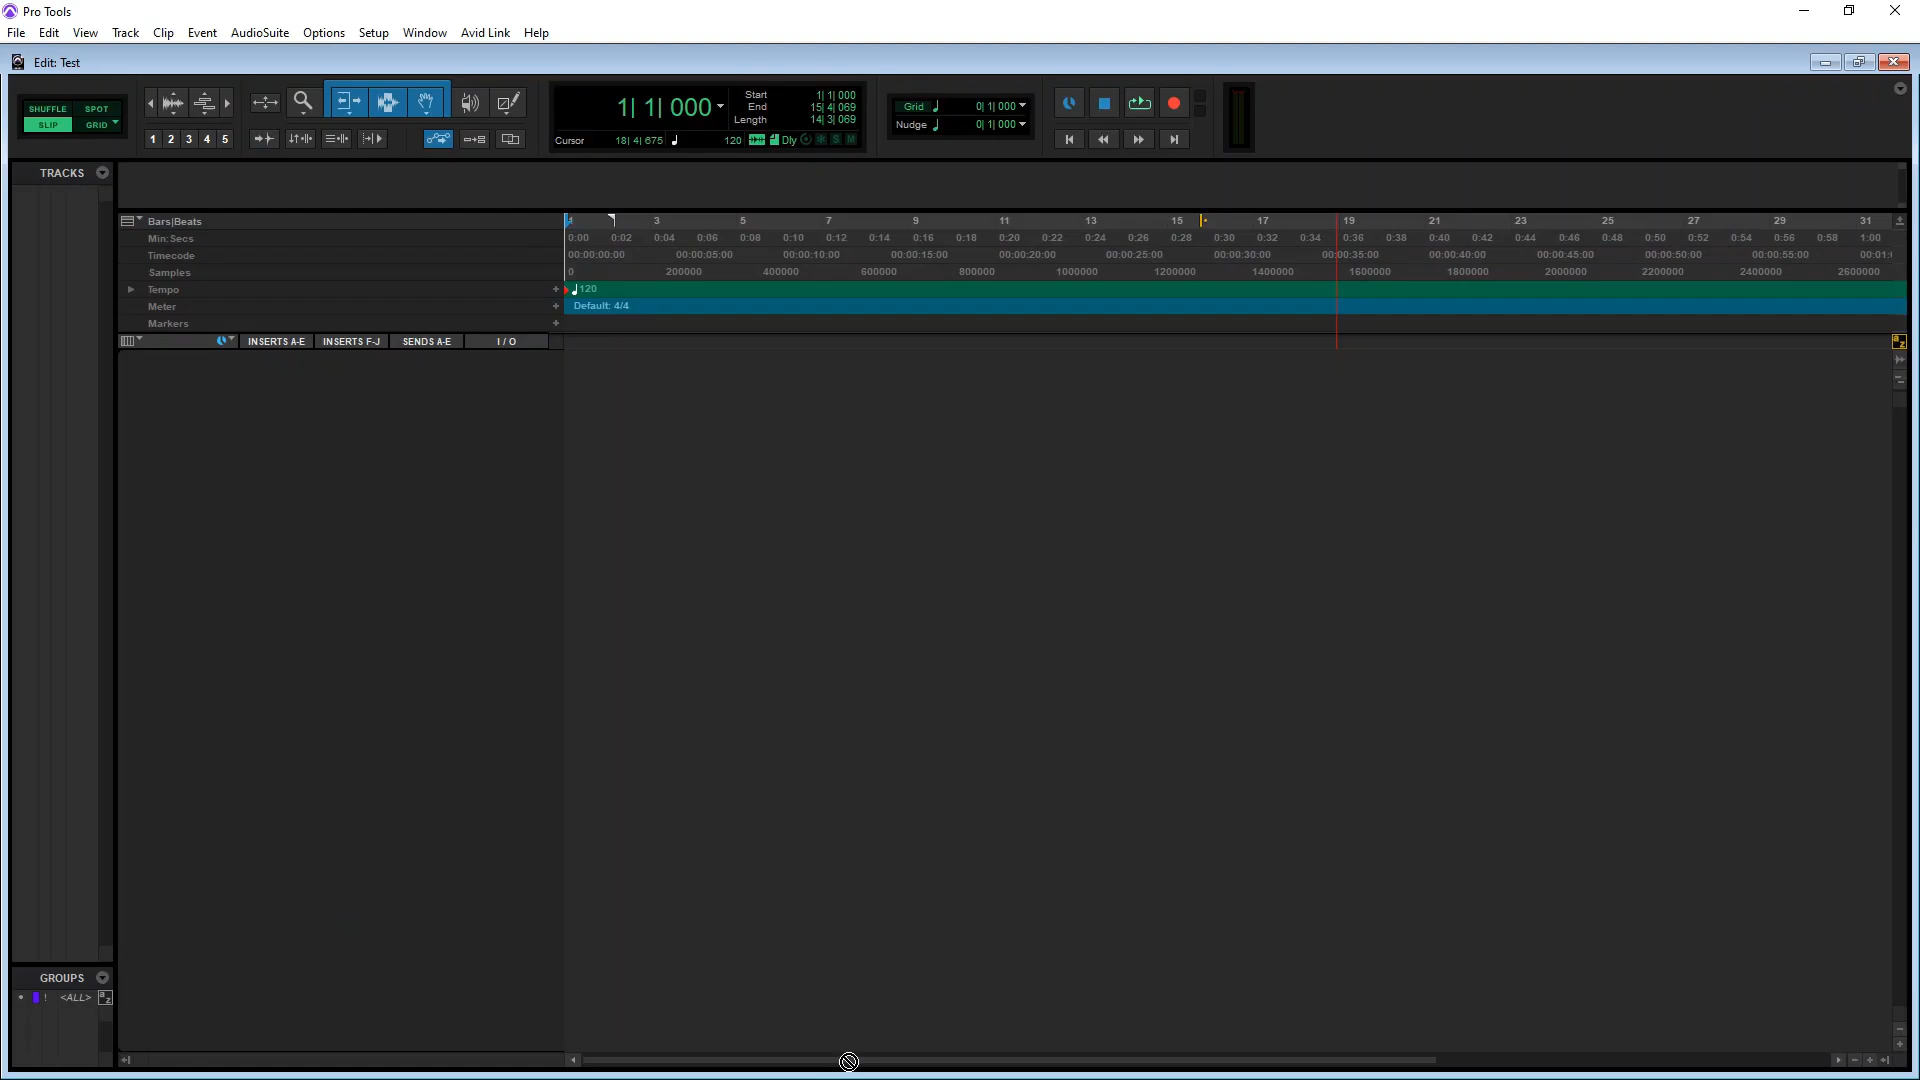 Pro Tools
File Edit View Track Clip Event AudioSuite Options Setup Window Avid Link Help
Edit: Test
SHUFFLE SPOT
SLIP GRID
1 2 3 4 5
1| 1| 000
Start 1| 1| 000
End 15| 4| 069
Length 14| 3| 069
Cursor 18| 4| 675 120 Dly S M
Grid 0| 1| 000
Nudge 0| 1| 000
TRACKS
Bars|Beats 1 3 5 7 9 11 13 15 17 19 21 23 25 27 29 31
Min:Secs 0:00 0:02 0:04 0:06 0:08 0:10 0:12 0:14 0:16 0:18 0:20 0:22 0:24 0:26 0:28 0:30 0:32 0:34 0:36 0:38 0:40 0:42 0:44 0:46 0:48 0:50 0:52 0:54 0:56 0:58 1:00
Timecode 00:00:00:00 00:00:05:00 00:00:10:00 00:00:15:00 00:00:20:00 00:00:25:00 00:00:30:00 00:00:35:00 00:00:40:00 00:00:45:00 00:00:50:00 00:00:55:00 00:01:
Samples 0 200000 400000 600000 800000 1000000 1200000 1400000 1600000 1800000 2000000 2200000 2400000 2600000
Tempo + 120
Meter + Default: 4/4
Markers +
INSERTS A-E INSERTS F-J SENDS A-E I / O
a z
GROUPS
! <ALL> a z